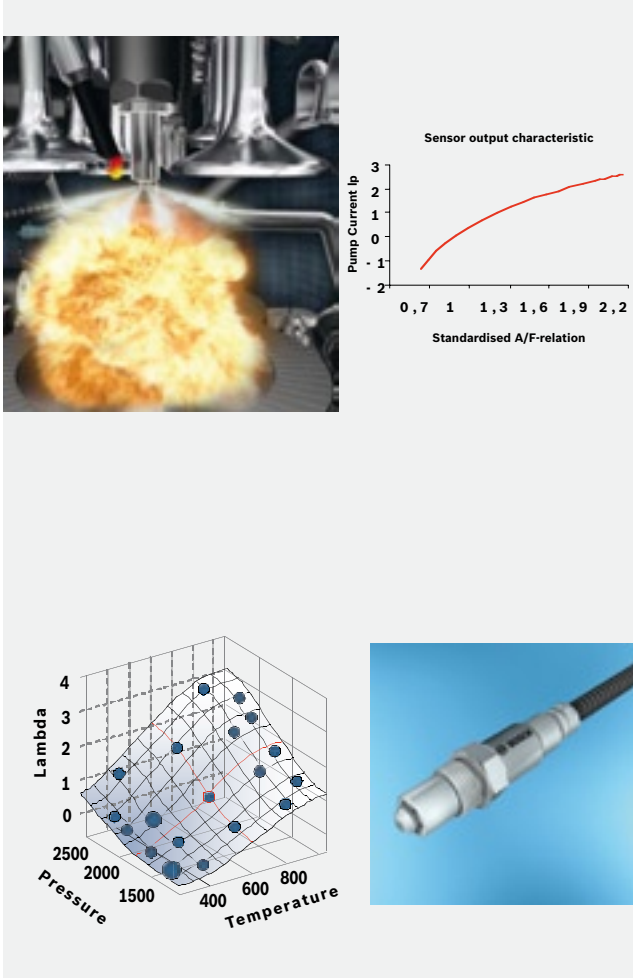 Sensor output characteristic
Pump Current Ip
3
2
1
0
- 1
- 2
0,7 1 1,3 1,6 1,9 2,2
Standardised A/F-relation
Lambda
4
3
2
1
0
2500
2000
1500
Pressure
400
600
800
Temperature
BOSCH